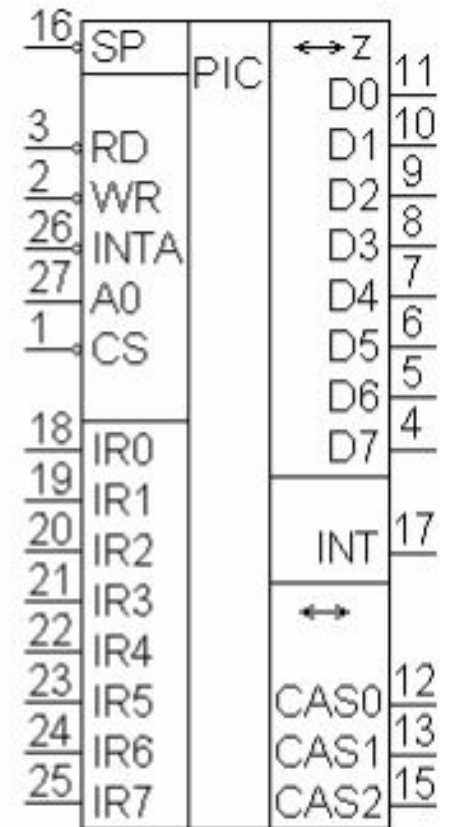 16 SP PIC ↔Z
D0 11
3 RD D1 10
2 WR D2 9
26 INTA D3 8
27 A0 D4 7
1 CS D5 6
D6 5
18 IR0 D7 4
19 IR1
20 IR2 INT 17
21 IR3 ↔
22 IR4
23 IR5 CAS0 12
24 IR6 CAS1 13
25 IR7 CAS2 15